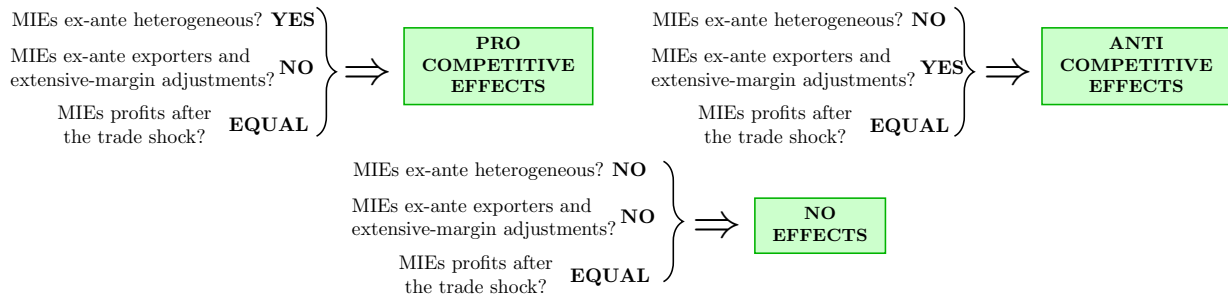 MIEs ex-ante heterogeneous? YES
MIEs ex-ante exporters and
extensive-margin adjustments? NO
MIEs profits after
the trade shock? EQUAL
PRO
COMPETITIVE
EFFECTS
MIEs ex-ante heterogeneous? NO
MIEs ex-ante exporters and
extensive-margin adjustments? YES
MIEs profits after
the trade shock? EQUAL
ANTI
COMPETITIVE
EFFECTS
MIEs ex-ante heterogeneous? NO
MIEs ex-ante exporters and
extensive-margin adjustments? NO
MIEs profits after
the trade shock? EQUAL
NO
EFFECTS